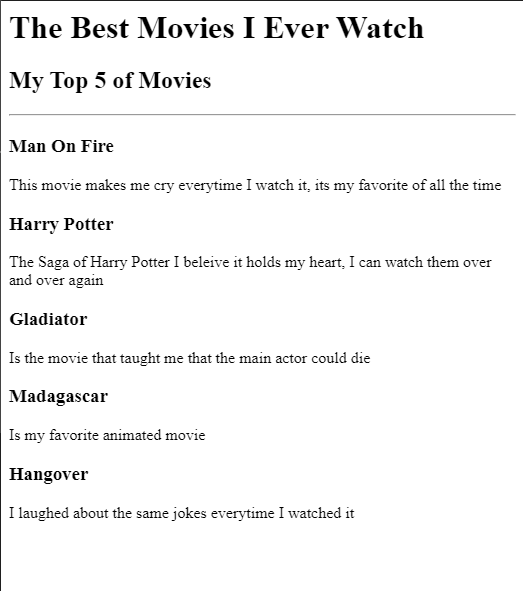 The Best Movies I Ever Watch
My Top 5 of Movies
Man On Fire
This movie makes me cry everytime I watch it, its my favorite of all the time
Harry Potter
The Saga of Harry Potter I beleive it holds my heart, I can watch them over
and over again
Gladiator
Is the movie that taught me that the main actor could die
Madagascar
Is my favorite animated movie
Hangover
I laughed about the same jokes everytime I watched it